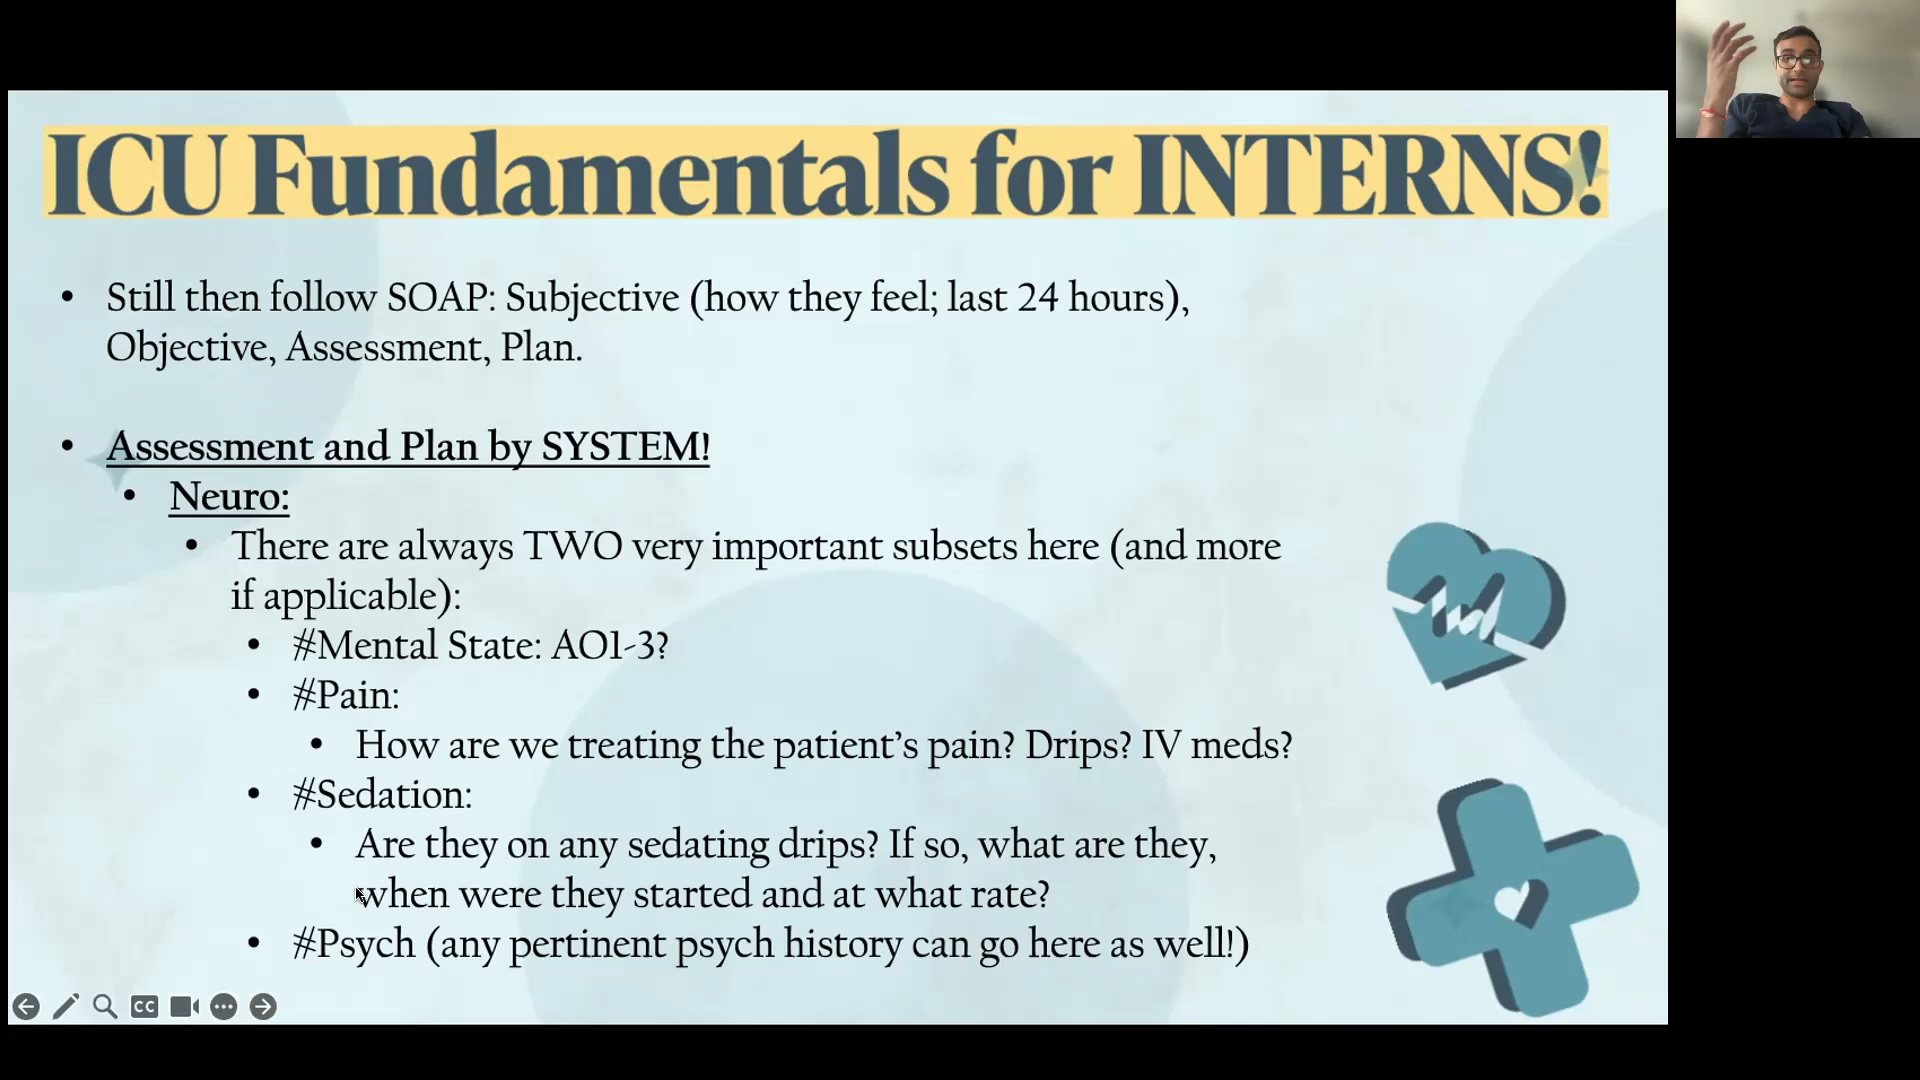 ICU Fundamentals for INTERNS!
• Still then follow SOAP: Subjective (how they feel; last 24 hours),
Objective, Assessment, Plan.
• Assessment and Plan by SYSTEM!
• Neuro:
• There are always TWO very important subsets here (and more
if applicable):
• #Mental State: AO1-3?
• #Pain:
• How are we treating the patient’s pain? Drips? IV meds?
• #Sedation:
• Are they on any sedating drips? If so, what are they,
when were they started and at what rate?
• #Psych (any pertinent psych history can go here as well!)
CC